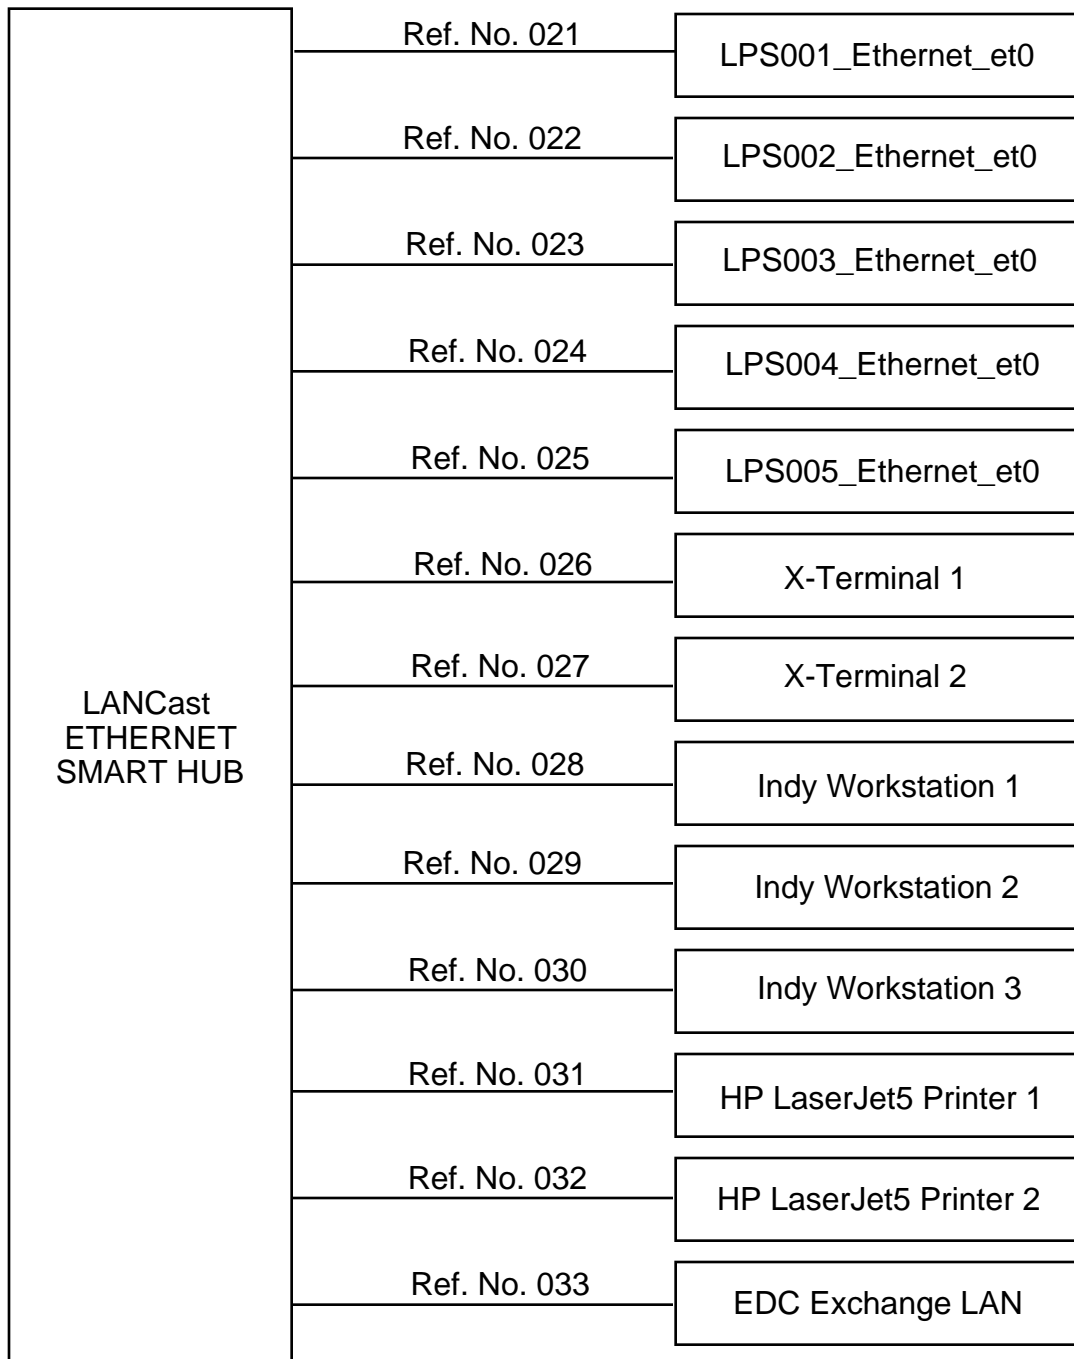 Ref. No. 021
LPS001_Ethernet_et0
Ref. No. 022
LPS002_Ethernet_et0
Ref. No. 023
LPS003_Ethernet_et0
Ref. No. 024
LPS004_Ethernet_et0
Ref. No. 025
LPS005_Ethernet_et0
Ref. No. 026
X-Terminal 1
Ref. No. 027
X-Terminal 2
LANCast
ETHERNET
SMART HUB
Ref. No. 028
Indy Workstation 1
Ref. No. 029
Indy Workstation 2
Ref. No. 030
Indy Workstation 3
Ref. No. 031
HP LaserJet5 Printer 1
Ref. No. 032
HP LaserJet5 Printer 2
Ref. No. 033
EDC Exchange LAN